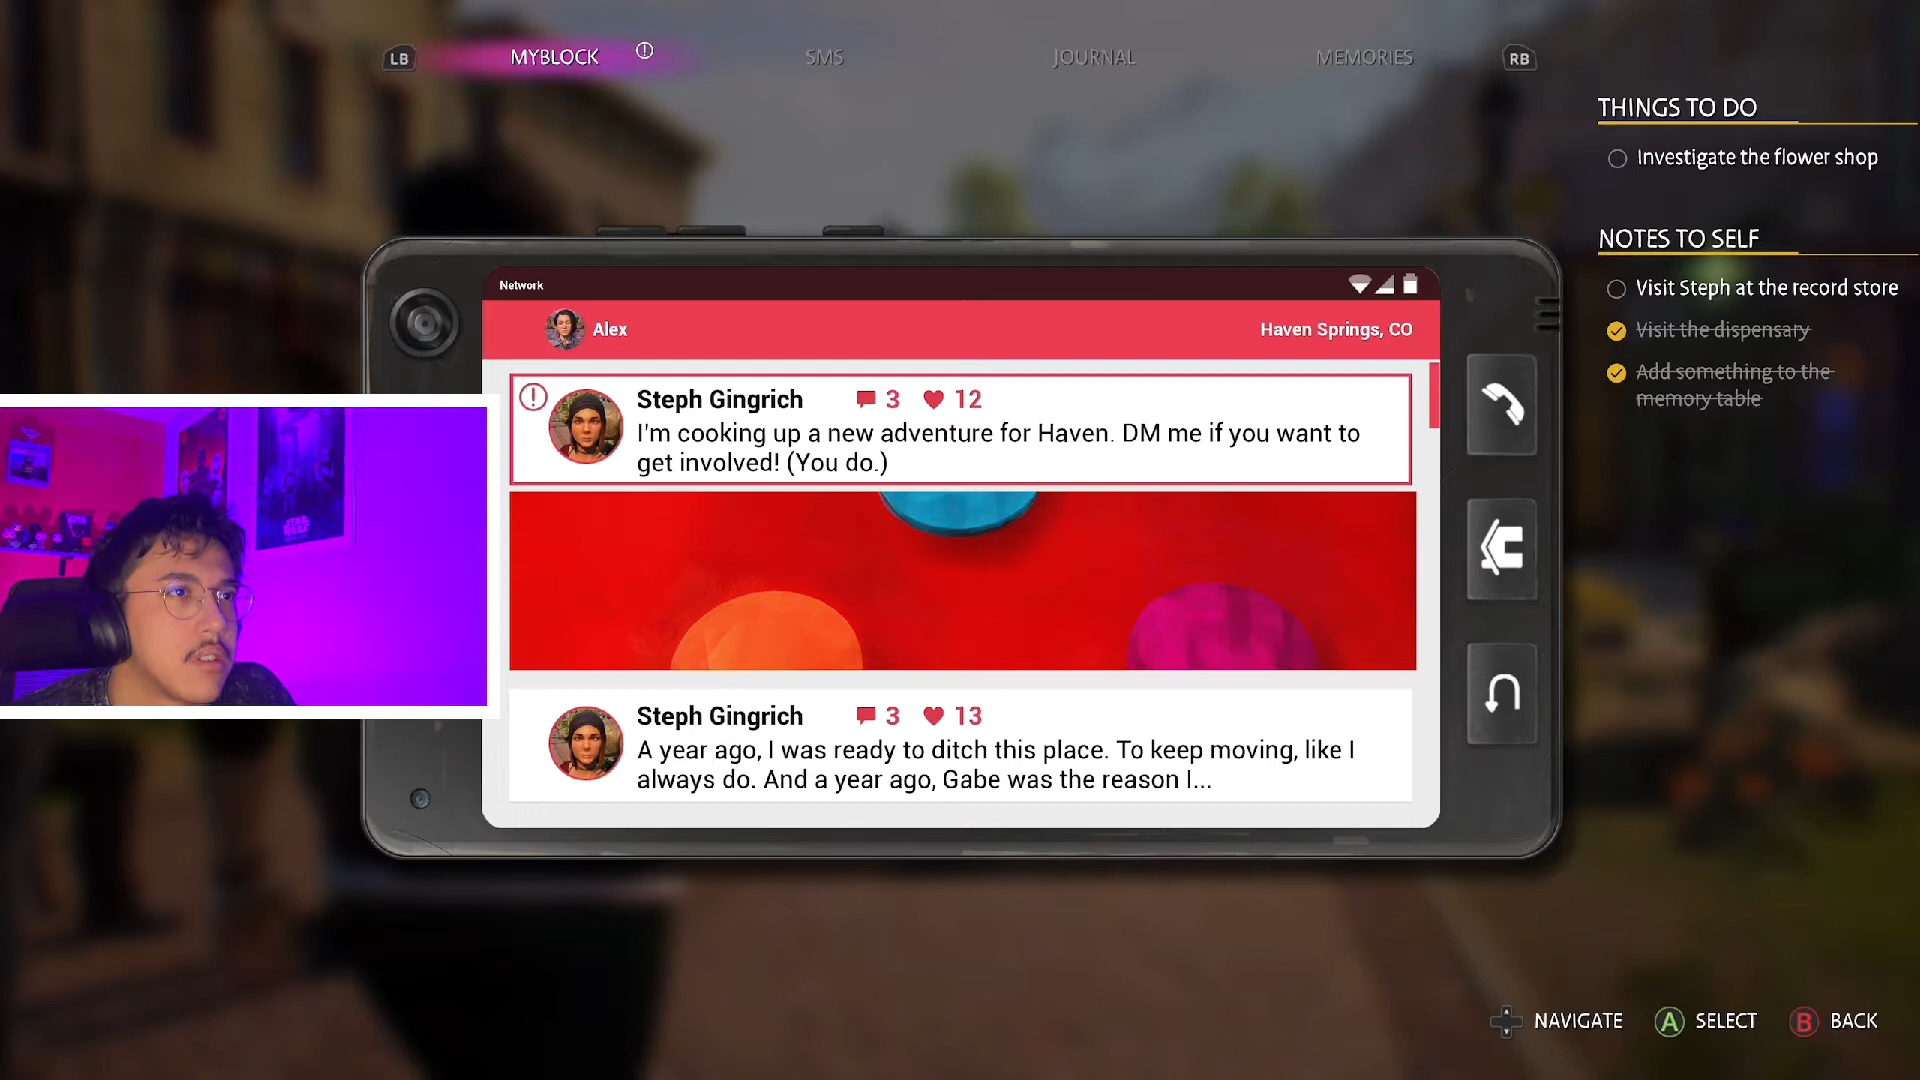 LB
MYBLOCK
SMS
JOURNAL
MEMORIES
RB
THINGS TO DO
Investigate the flower shop
NOTES TO SELF
Visit Steph at the record store
Visit the dispensary
Add something to the
memory table
Network
Alex
Haven Springs, CO
Steph Gingrich 3 12
I'm cooking up a new adventure for Haven. DM me if you want to
get involved! (You do.)
Steph Gingrich 3 13
A year ago, I was ready to ditch this place. To keep moving, like I
always do. And a year ago, Gabe was the reason I...
STAR
WARS
NAVIGATE
A SELECT
B BACK